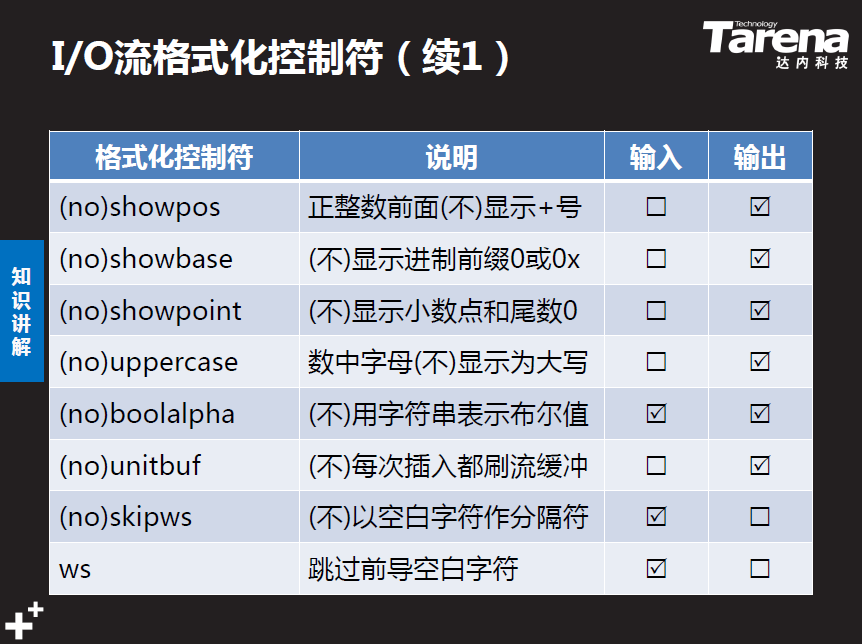 I/O流格式化控制符（续1）
Technology
Tarena
达内科技
格式化控制符 说明 输入 输出
(no)showpos 正整数前面(不)显示+号 ☐ ☑
(no)showbase (不)显示进制前缀0或0x ☐ ☑
(no)showpoint (不)显示小数点和尾数0 ☐ ☑
(no)uppercase 数中字母(不)显示为大写 ☐ ☑
(no)boolalpha (不)用字符串表示布尔值 ☑ ☑
(no)unitbuf (不)每次插入都刷流缓冲 ☐ ☑
(no)skipws (不)以空白字符作分隔符 ☑ ☐
ws 跳过前导空白字符 ☑ ☐
知识讲解